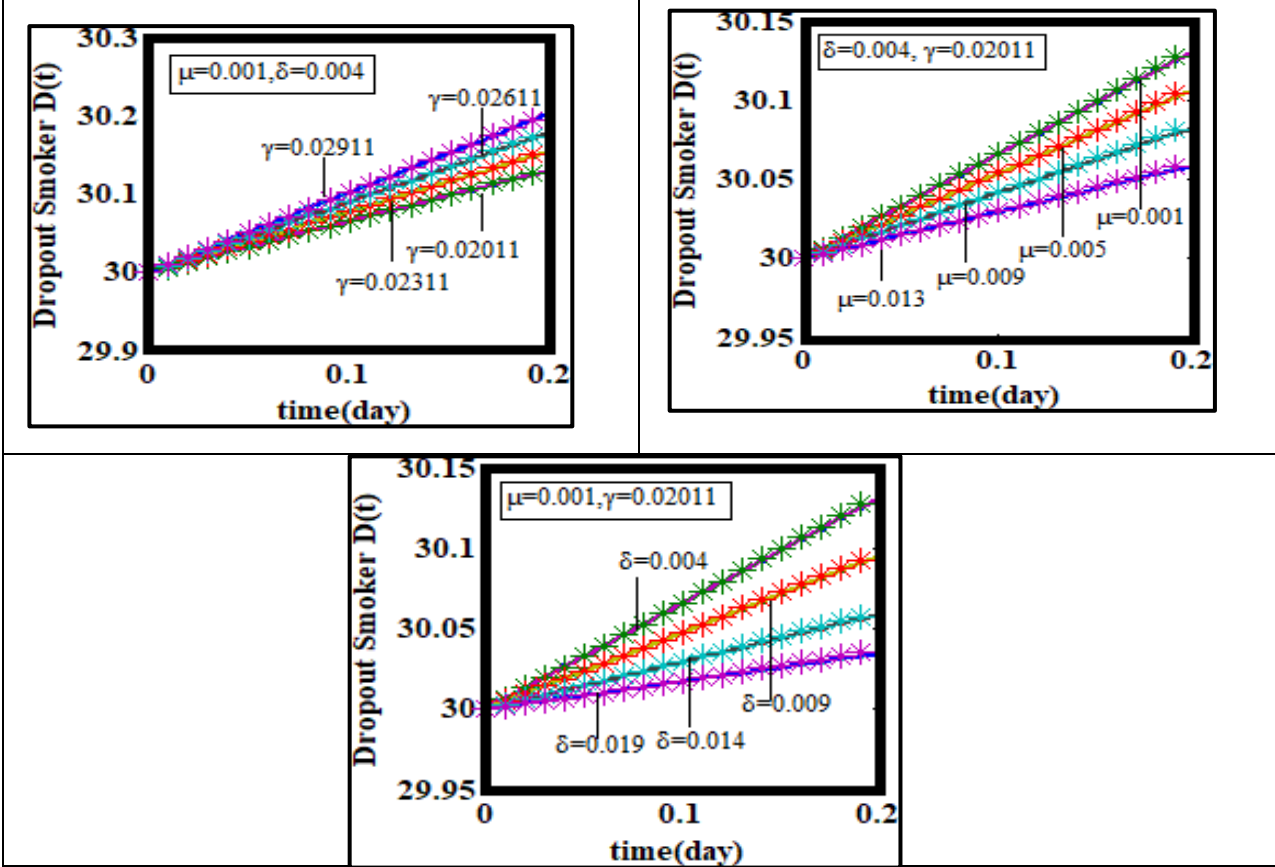 30.3
μ=0.001,δ=0.004
γ=0.02611
30.2
γ=0.02911
30.1
γ=0.02011
30
γ=0.02311
29.9
0 0.1 0.2
time(day)
Dropout Smoker D(t)
30.15
δ=0.004, γ=0.02011
30.1
30.05
μ=0.001
μ=0.005
30
μ=0.009
μ=0.013
29.95
0 0.1 0.2
time(day)
Dropout Smoker D(t)
30.15
μ=0.001,γ=0.02011
30.1
δ=0.004
30.05
30
δ=0.009
δ=0.019 δ=0.014
29.95
0 0.1 0.2
time(day)
Dropout Smoker D(t)